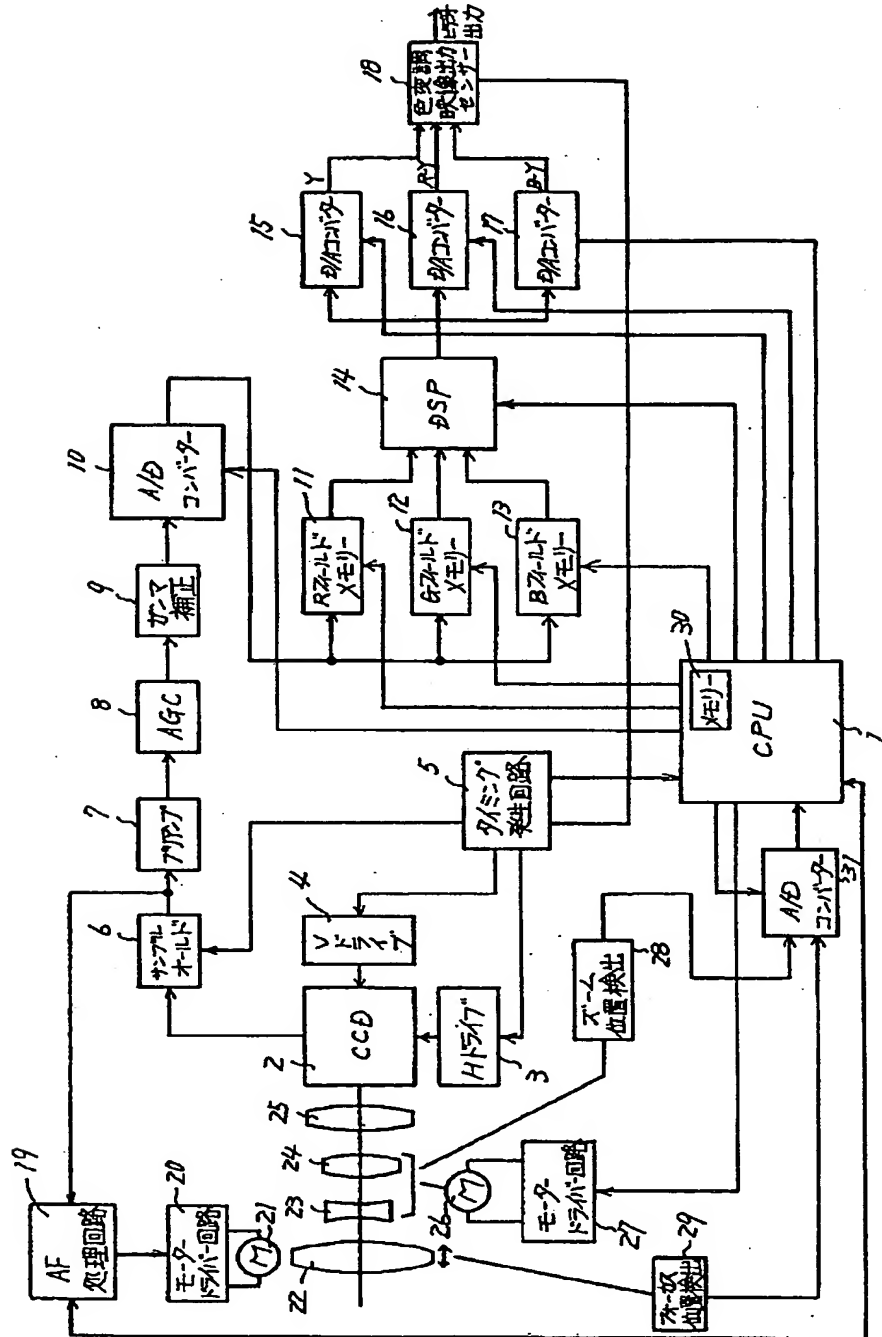 19
AF
処理回路
20
モーター
ドライバー回路
21
M
22
23
24
25
26
M
27
モーター
ドライバー回路
28
ズーム
位置検出
29
フォーカス
位置検出
2
CCD
3
Hドライブ
4
Vドライブ
5
タイミング
発生回路
6
サンプル
ホールド
7
プリアンプ
8
AGC
9
ガンマ
補正
10
A/D
コンバーター
11
Rフィールド
メモリー
12
Gフィールド
メモリー
13
Bフィールド
メモリー
14
DSP
15
D/Aコンバーター
Y
16
D/Aコンバーター
R-Y
17
D/Aコンバーター
B-Y
18
色変調
映像出力
センサー
ビデオ
出力
30
メモリー
CPU
1
A/D
コンバーター
31